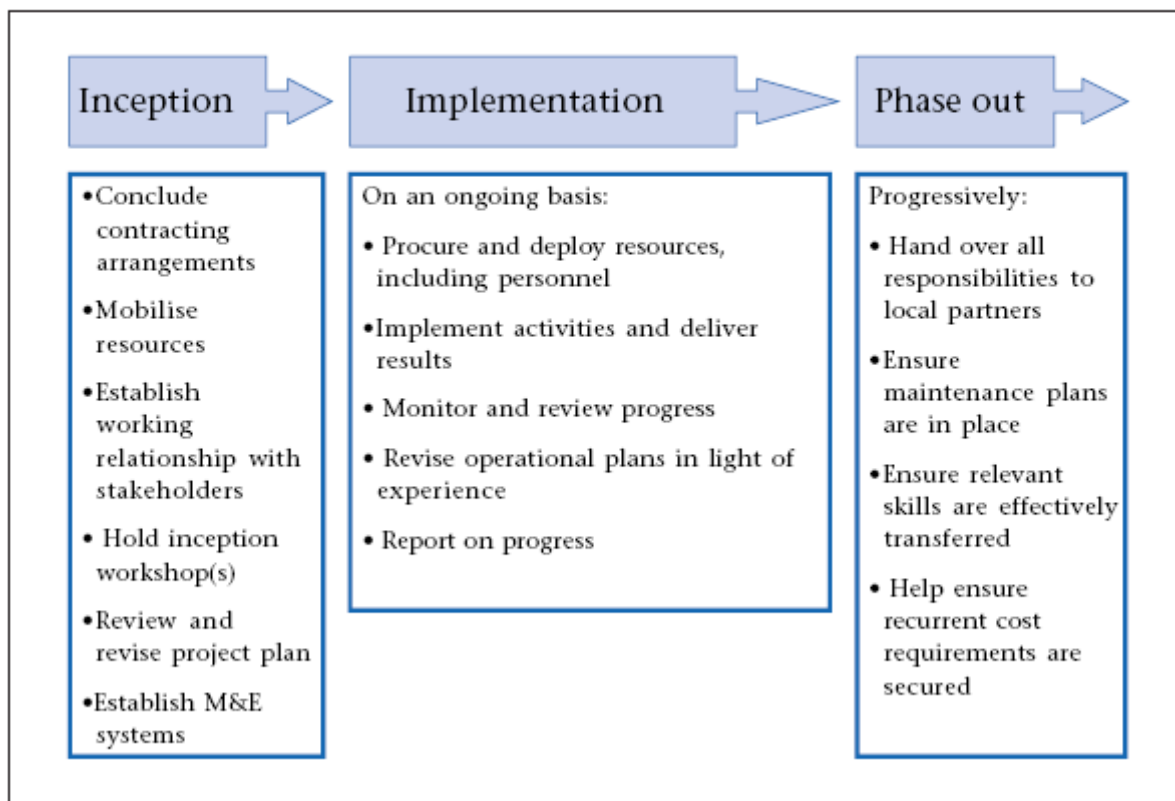 Inception
Implementation
Phase out
•Conclude
contracting
arrangements
•Mobilise
resources
•Establish
working
relationship with
stakeholders
• Hold inception
workshop(s)
•Review and
revise project plan
•Establish M&E
systems
On an ongoing basis:
• Procure and deploy resources,
including personnel
•Implement activities and deliver
results
• Monitor and review progress
• Revise operational plans in light of
experience
• Report on progress
Progressively:
• Hand over all
responsibilities to
local partners
•Ensure
maintenance plans
are in place
•Ensure relevant
skills are effectively
transferred
• Help ensure
recurrent cost
requirements are
secured